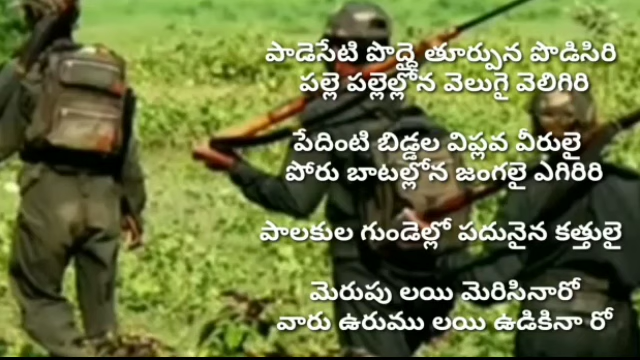 పాడెసేటి పొద్దై తూర్పున పొడిసిరి
పల్లె పల్లెల్లోన వెలుగై వెలిగిరి
పేదింటి బిడ్డల విప్లవ వీరులై
పోరు బాటల్లోన జంగలై ఎగిరిరి
పాలకుల గుండెల్లో పదునైన కత్తులై
మెరుపు లయి మెరిసినారో
వారు ఉరుము లయి ఉడికినా రో